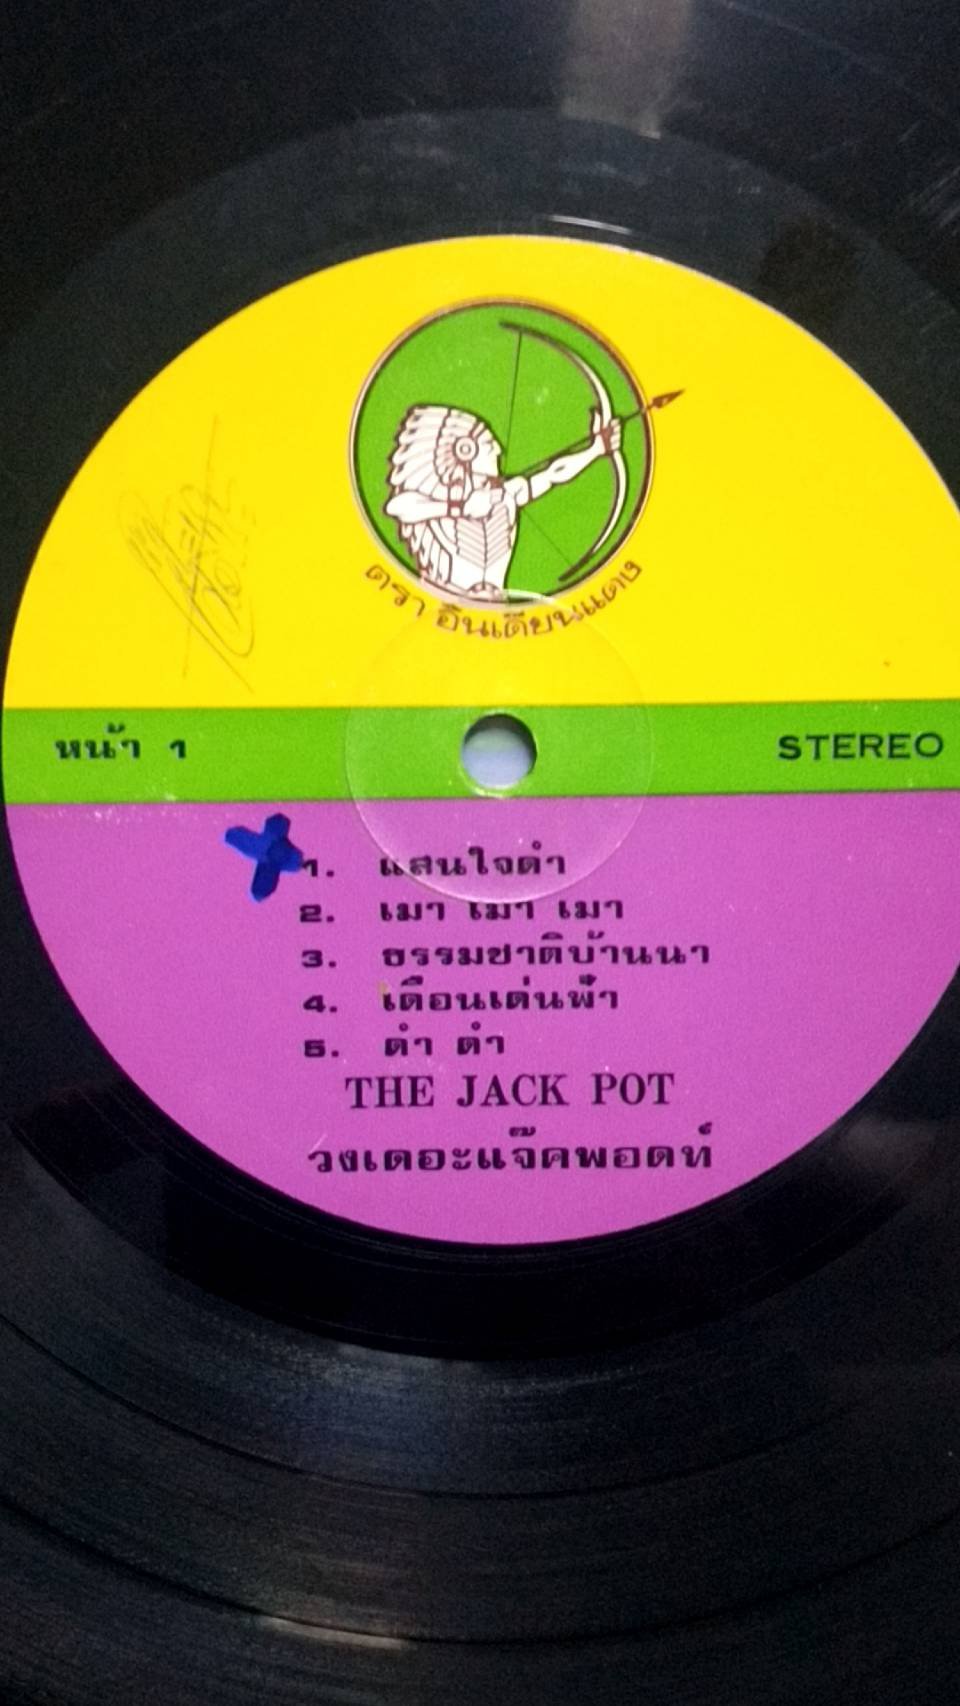 ตรา อินเดียนแดง
หน้า 1
STEREO
1. แสนใจดำ
2. เมา เมา เมา
3. ธรรมชาติบ้านนา
4. เดือนเด่นฟ้า
5. ดำ ดำ
THE JACK POT
วงเดอะแจ๊คพอตท์